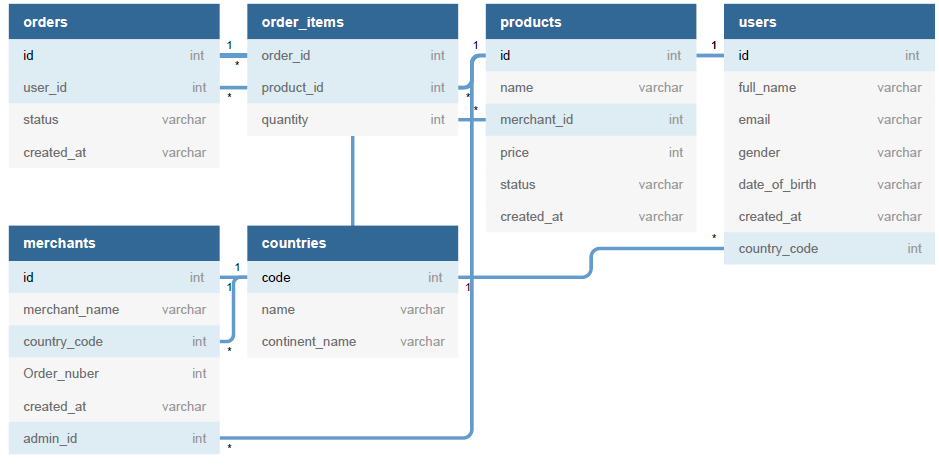 orders
id int
user_id int
status varchar
created_at varchar
order_items
order_id int
product_id int
quantity int
products
id int
name varchar
merchant_id int
price int
status varchar
created_at varchar
users
id int
full_name varchar
email varchar
gender varchar
date_of_birth varchar
created_at varchar
country_code int
merchants
id int
merchant_name varchar
country_code int
Order_nuber int
created_at varchar
admin_id int
countries
code int
name varchar
continent_name varchar
1
*
*
1
*
*
1
*
1
1
*
1
*